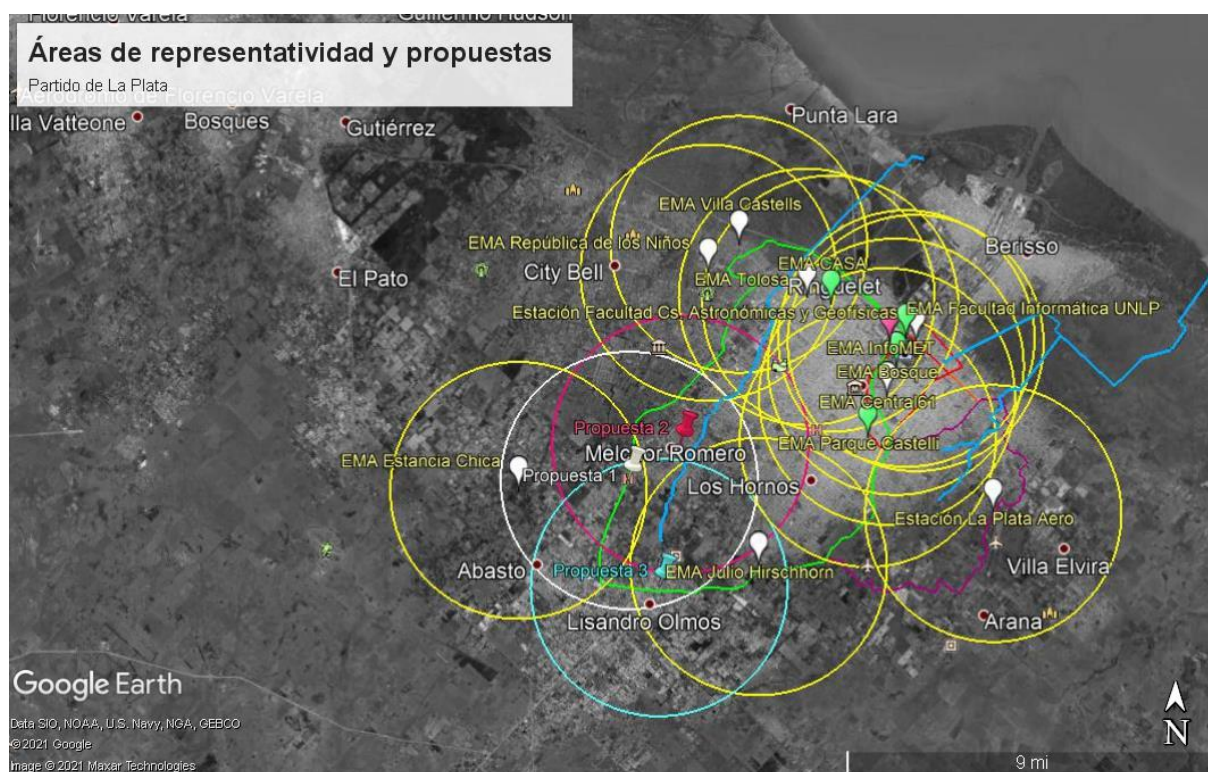 Florencio Varela
Guillermo Hudson
Áreas de representatividad y propuestas
Partido de La Plata
Aeródromo de Florencio Varela
lla Vatteone
Bosques
Gutiérrez
Punta Lara
EMA Villa Castells
EMA República de los Niños
City Bell
Berisso
El Pato
EMA CASA
EMA Tolosa
Ringuelet
Estación Facultad Cs. Astronómicas y Geofísicas
EMA Facultad Informática UNLP
EMA InfoMET
EMA Bosque
EMA Central61
EMA Parque Castelli
Propuesta 2
Melchor Romero
EMA Estancia Chica
Propuesta 1
Los Hornos
Estación La Plata Aero
Abasto
Propuesta 3
EMA Julio Hirschhorn
Villa Elvira
Lisandro Olmos
Arana
Google Earth
Data SIO, NOAA, U.S. Navy, NGA, GEBCO
© 2021 Google
Image © 2021 Maxar Technologies
N
9 mi